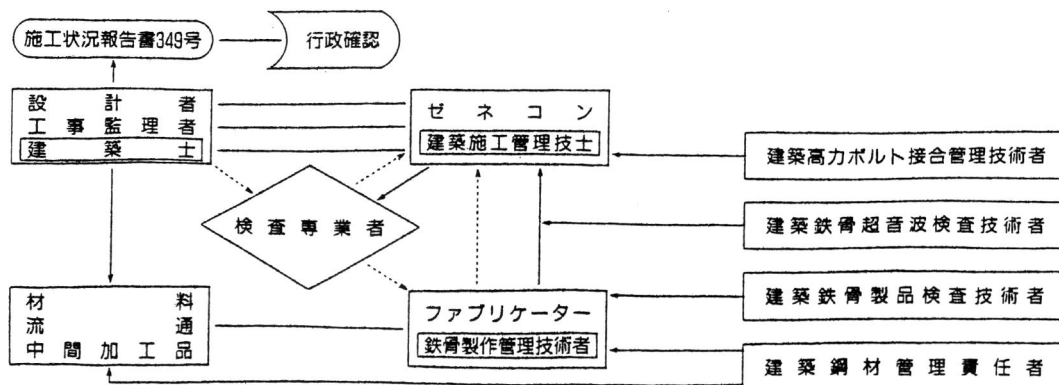 施工状況報告書349号
行政確認
設計者
工事監理者
建築士
ゼネコン
建築施工管理技士
建築高力ボルト接合管理技術者
検査専業者
建築鉄骨超音波検査技術者
材料
流通
中間加工品
ファブリケーター
鉄骨製作管理技術者
建築鉄骨製品検査技術者
建築鋼材管理責任者